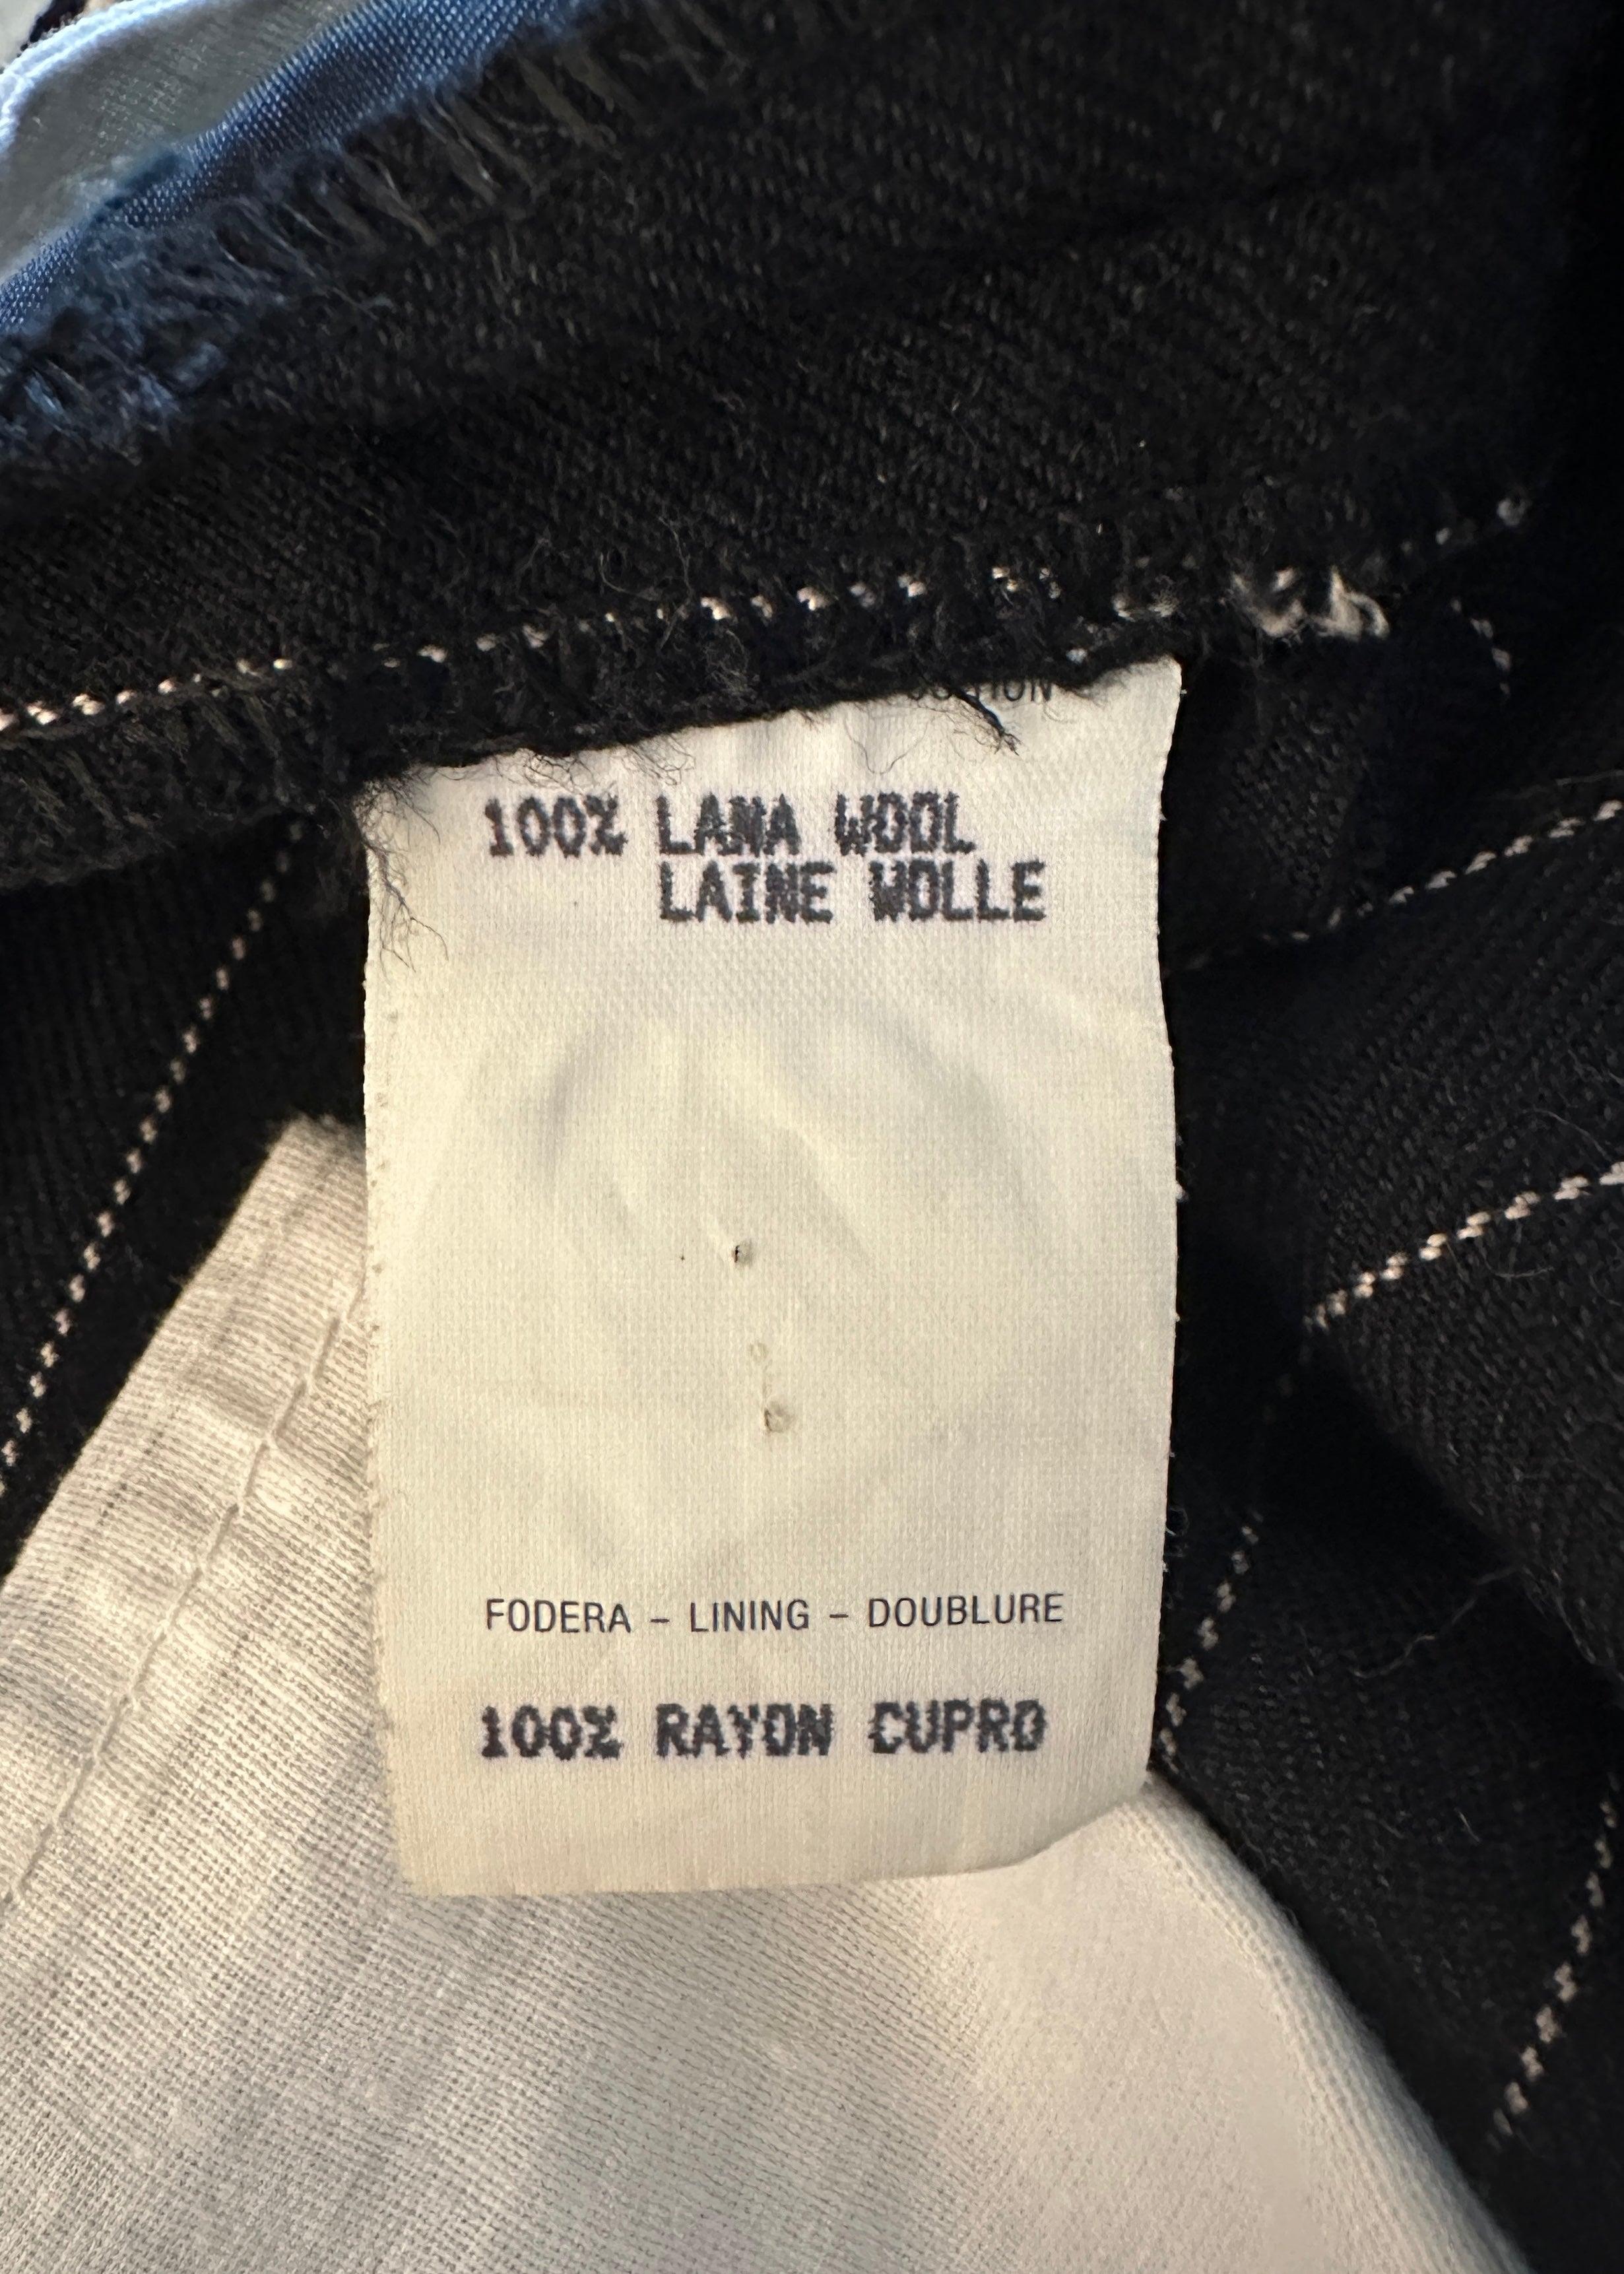 100% LANA WOOL
LAINE WOLLE
FODERA - LINING - DOUBLURE
100% RAYON CUPRO